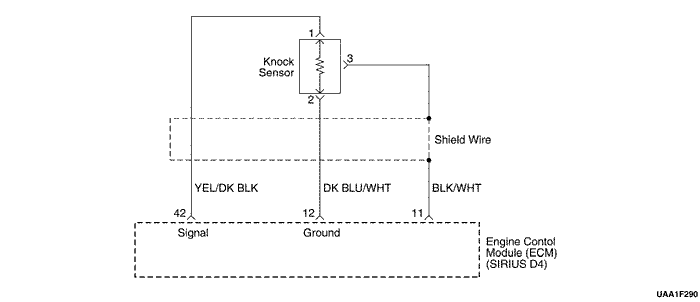 1
Knock
Sensor
3
2
Shield Wire
YEL/DK BLK
DK BLU/WHT
BLK/WHT
42
12
11
Signal
Ground
Engine Contol
Module (ECM)
(SIRIUS D4)
UAA1F290